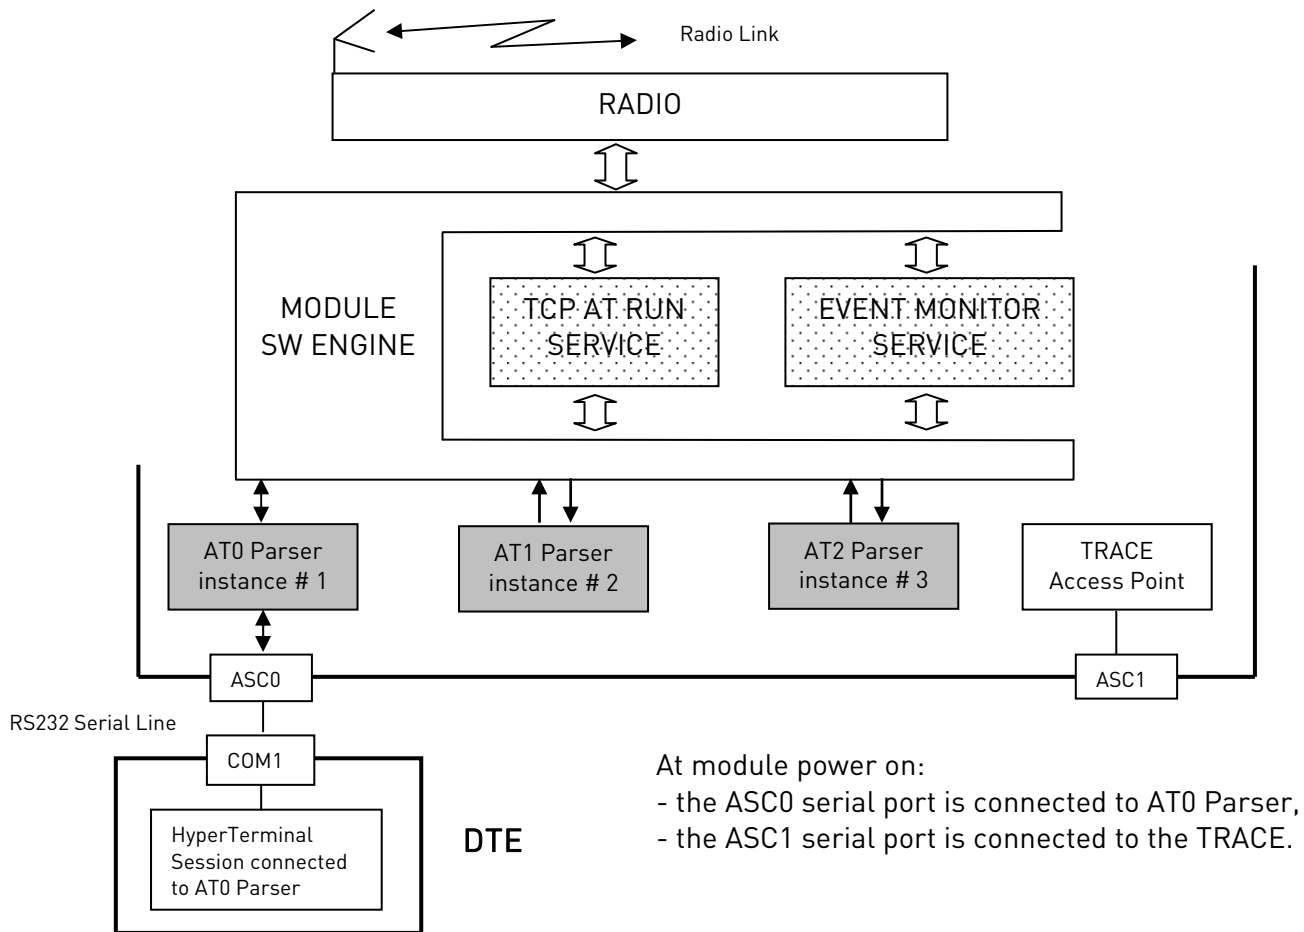 Radio Link
RADIO
MODULE
SW ENGINE
TCP AT RUN
SERVICE
EVENT MONITOR
SERVICE
AT0 Parser
instance # 1
AT1 Parser
instance # 2
AT2 Parser
instance # 3
TRACE
Access Point
ASC0
ASC1
RS232 Serial Line
COM1
HyperTerminal
Session connected
to AT0 Parser
DTE
At module power on:
- the ASC0 serial port is connected to AT0 Parser,
- the ASC1 serial port is connected to the TRACE.